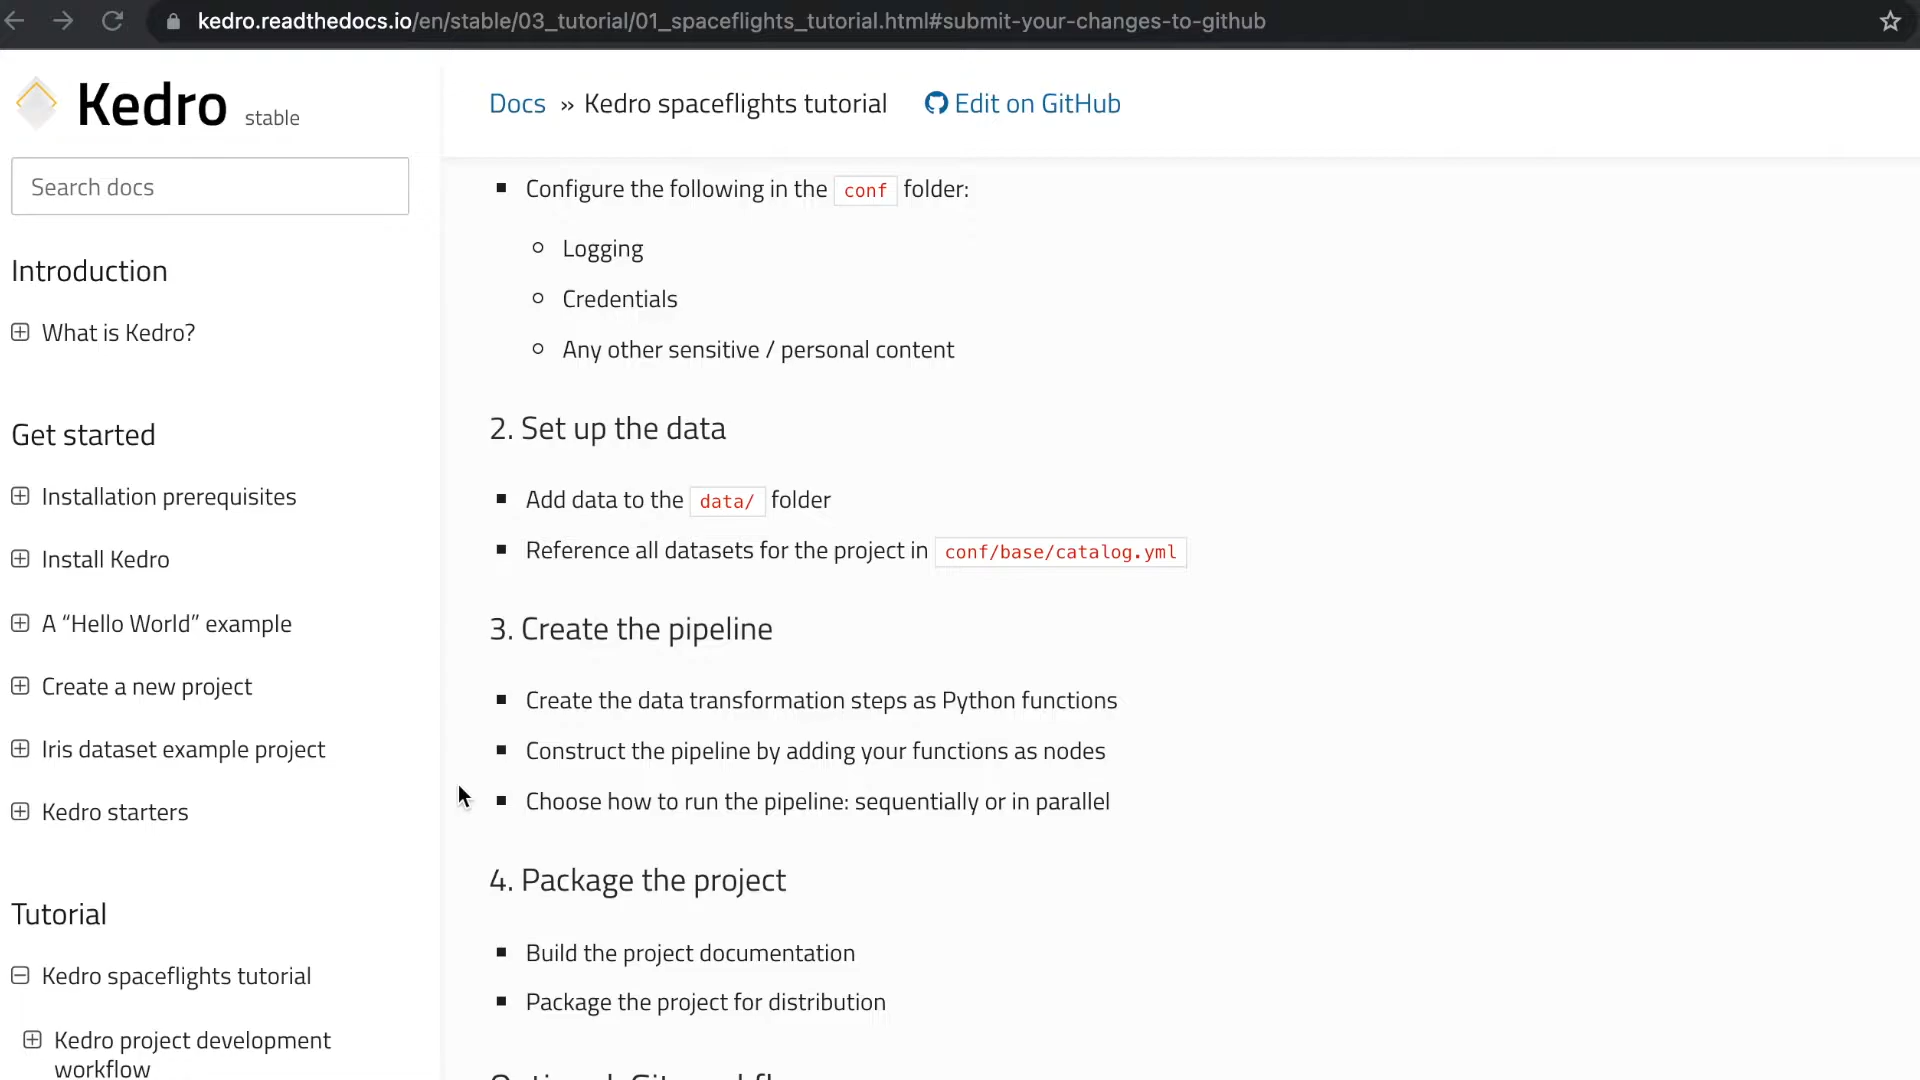 kedro.readthedocs.io/en/stable/03_tutorial/01_spaceflights_tutorial.html#submit-your-changes-to-github
Kedro stable
Search docs
Introduction
What is Kedro?
Get started
Installation prerequisites
Install Kedro
A “Hello World” example
Create a new project
Iris dataset example project
Kedro starters
Tutorial
Kedro spaceflights tutorial
Kedro project development
workflow
Docs » Kedro spaceflights tutorial Edit on GitHub
Configure the following in the conf folder:
Logging
Credentials
Any other sensitive / personal content
2. Set up the data
Add data to the data/ folder
Reference all datasets for the project in conf/base/catalog.yml
3. Create the pipeline
Create the data transformation steps as Python functions
Construct the pipeline by adding your functions as nodes
Choose how to run the pipeline: sequentially or in parallel
4. Package the project
Build the project documentation
Package the project for distribution